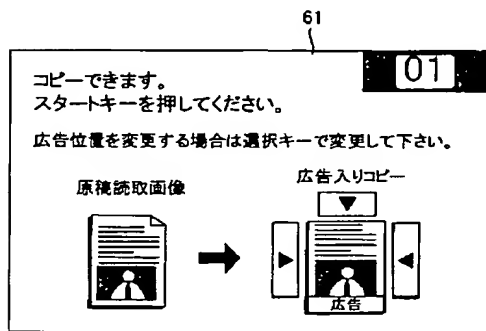 61
01
コピーできます。
スタートキーを押してください。
広告位置を変更する場合は選択キーで変更して下さい。
原稿読取画像
広告入りコピー
広告